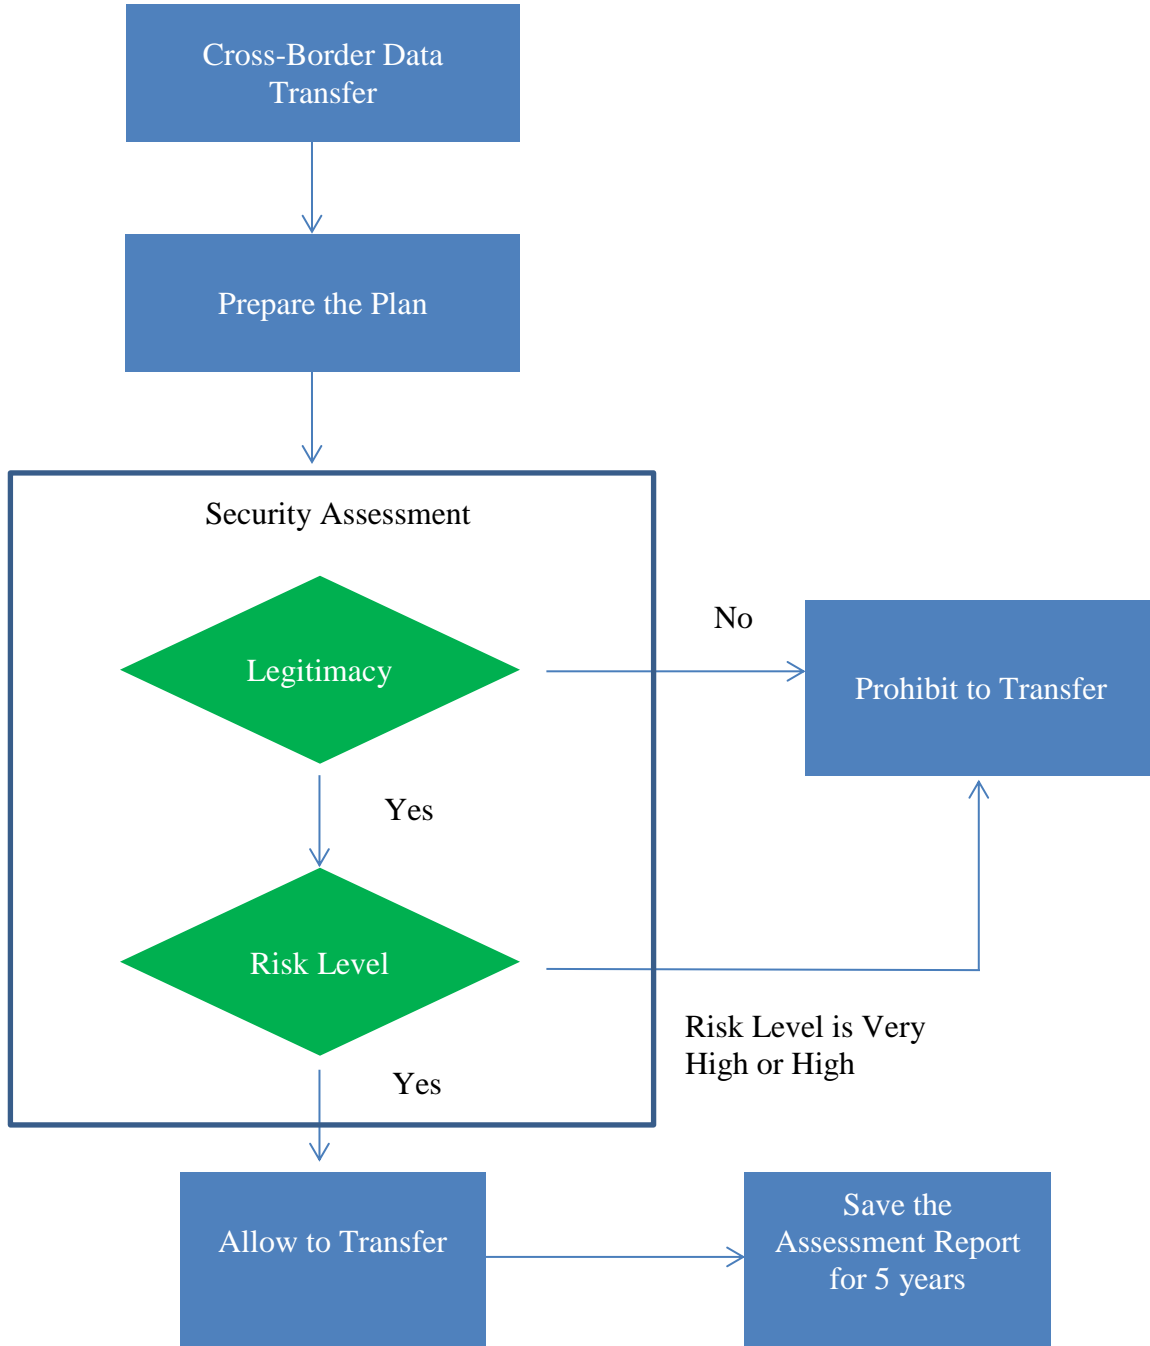 Cross-Border Data
Transfer
Prepare the Plan
Security Assessment
Legitimacy
No
Prohibit to Transfer
Yes
Risk Level
Risk Level is Very
High or High
Yes
Allow to Transfer
Save the
Assessment Report
for 5 years